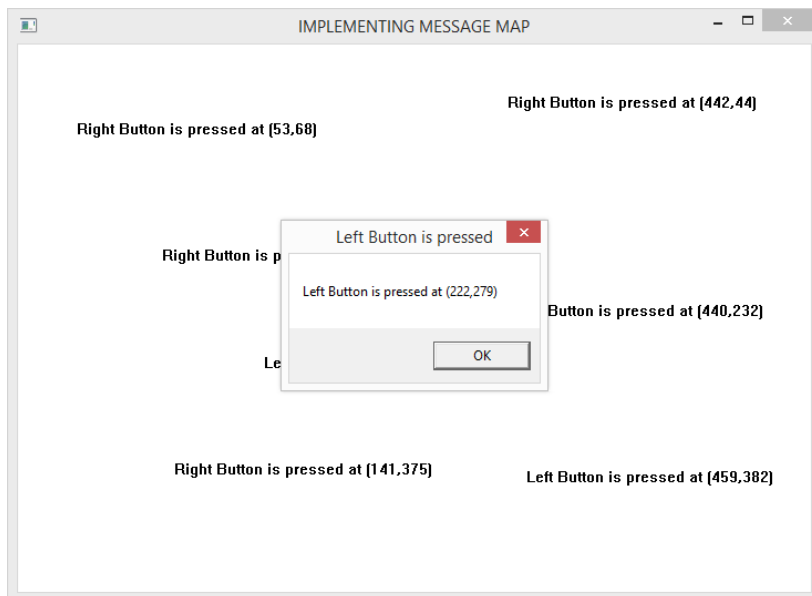 IMPLEMENTING MESSAGE MAP
Right Button is pressed at (442,44)
Right Button is pressed at (53,68)
Right Button is p
Left Button is pressed
Left Button is pressed at (222,279)
OK
Button is pressed at (440,232)
Le
Right Button is pressed at (141,375)
Left Button is pressed at (459,382)